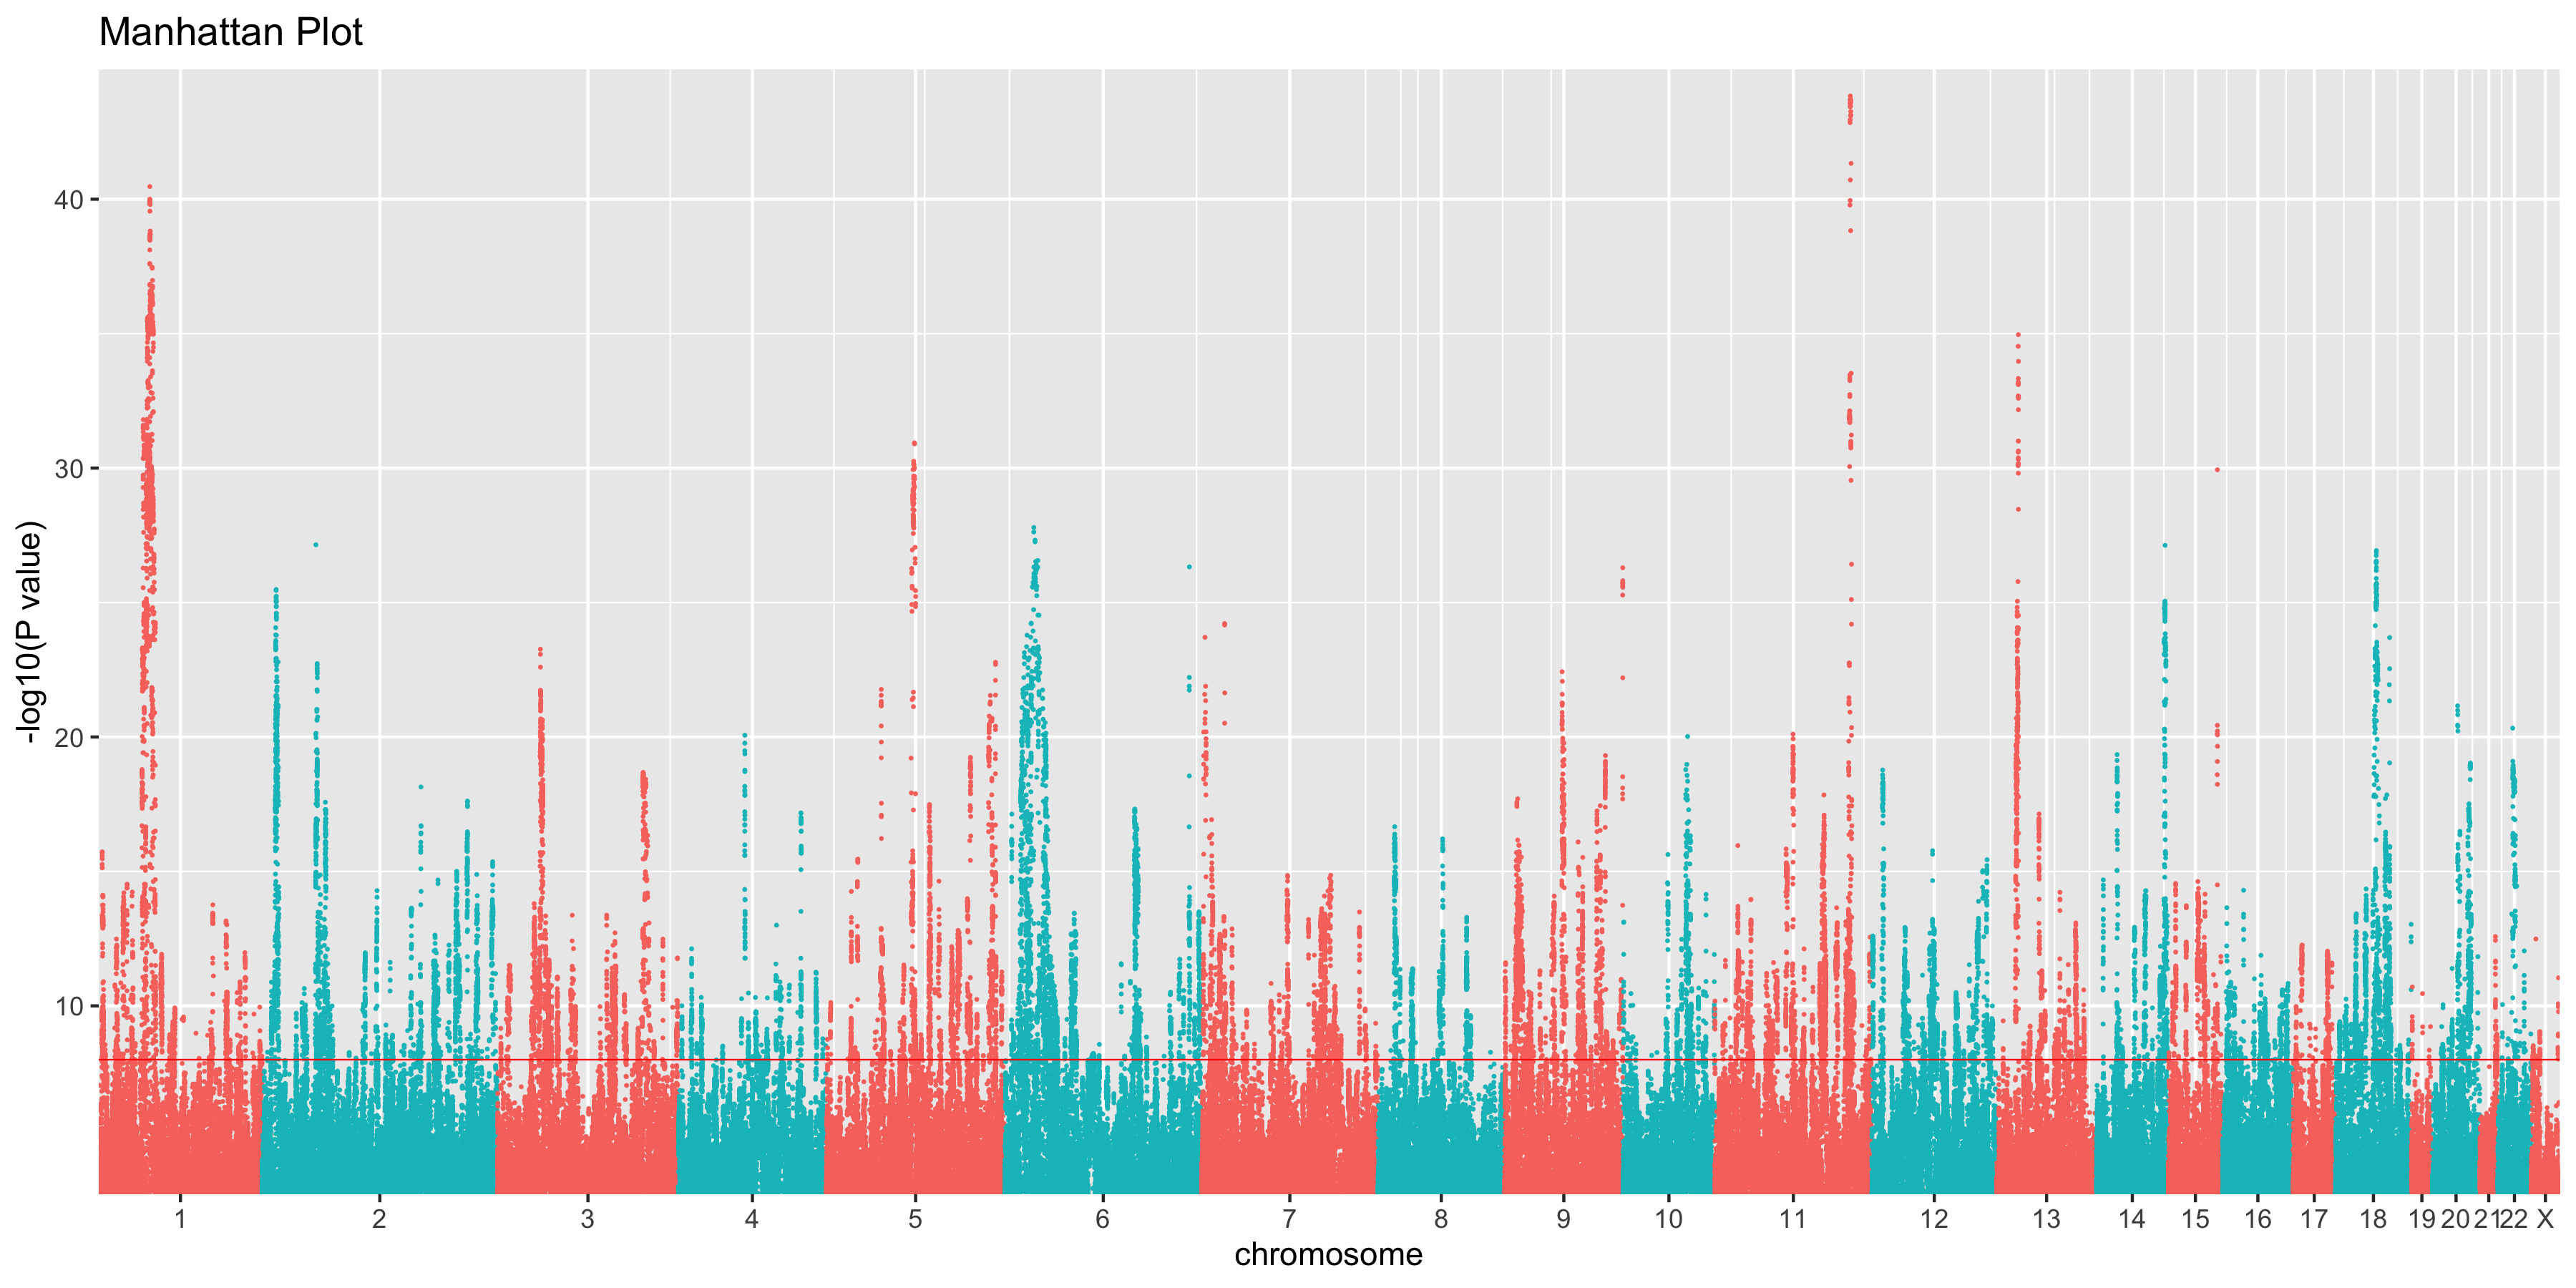 Manhattan Plot
-log10(P value)
40
30
20
10
1 2 3 4 5 6 7 8 9 10 11 12 13 14 15 16 17 18 19 20 21 22 X
chromosome